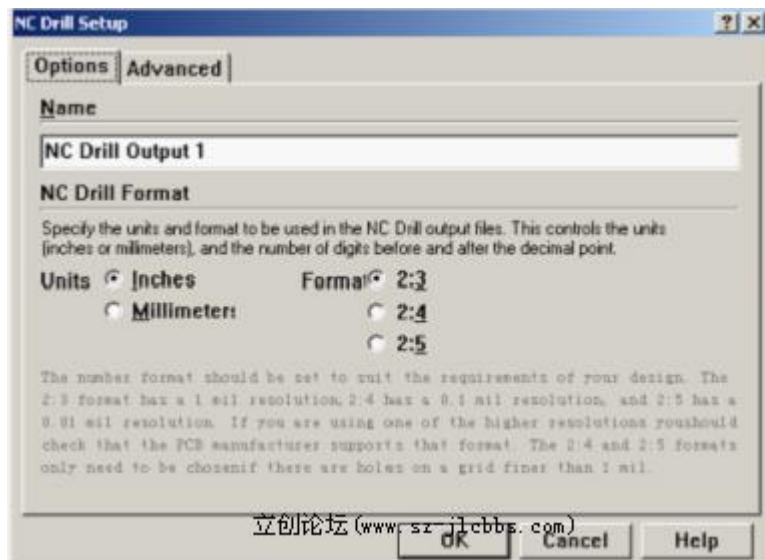 NC Drill Setup
Options Advanced
Name
NC Drill Output 1
NC Drill Format
Specify the units and format to be used in the NC Drill output files. This controls the units
(inches or millimeters), and the number of digits before and after the decimal point.
Units Inches Format 2:3
Millimeters 2:4
2:5
The number format should be set to suit the requirements of your design. The
2:3 format has a 1 mil resolution, 2:4 has a 0.1 mil resolution, and 2:5 has a
0.01 mil resolution. If you are using one of the higher resolutions youshould
check that the PCB manufacturer supports that format. The 2:4 and 2:5 formats
only need to be chosenif there are holes on a grid finer than 1 mil.
立创论坛(www.sz-jlcbbs.com)
OK Cancel Help